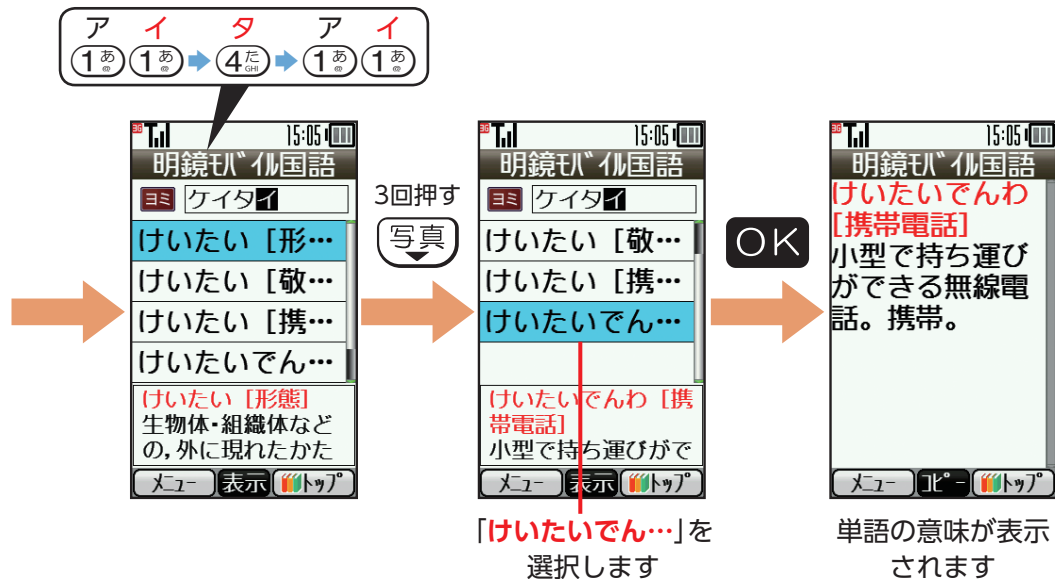 ア イ タ ア イ
1あ@ 1あ@ 4たGHI 1あ@ 1あ@
3G 15:05
明鏡ﾓﾊﾞｲﾙ国語
ヨミ ケイタイ
けいたい［形…
けいたい［敬…
けいたい［携…
けいたいでん…
けいたい［形態］
生物体・組織体など
の,外に現れたかた
ﾒﾆｭｰ 表示 ﾄｯﾌﾟ
3回押す
写真
3G 15:05
明鏡ﾓﾊﾞｲﾙ国語
ヨミ ケイタイ
けいたい［敬…
けいたい［携…
けいたいでん…
けいたいでんわ［携
帯電話］
小型で持ち運びがで
ﾒﾆｭｰ 表示 ﾄｯﾌﾟ
「けいたいでん…」を
選択します
OK
3G 15:05
明鏡ﾓﾊﾞｲﾙ国語
けいたいでんわ
［携帯電話］
小型で持ち運び
ができる無線電
話。携帯。
ﾒﾆｭｰ ｺﾋﾟｰ ﾄｯﾌﾟ
単語の意味が表示
されます